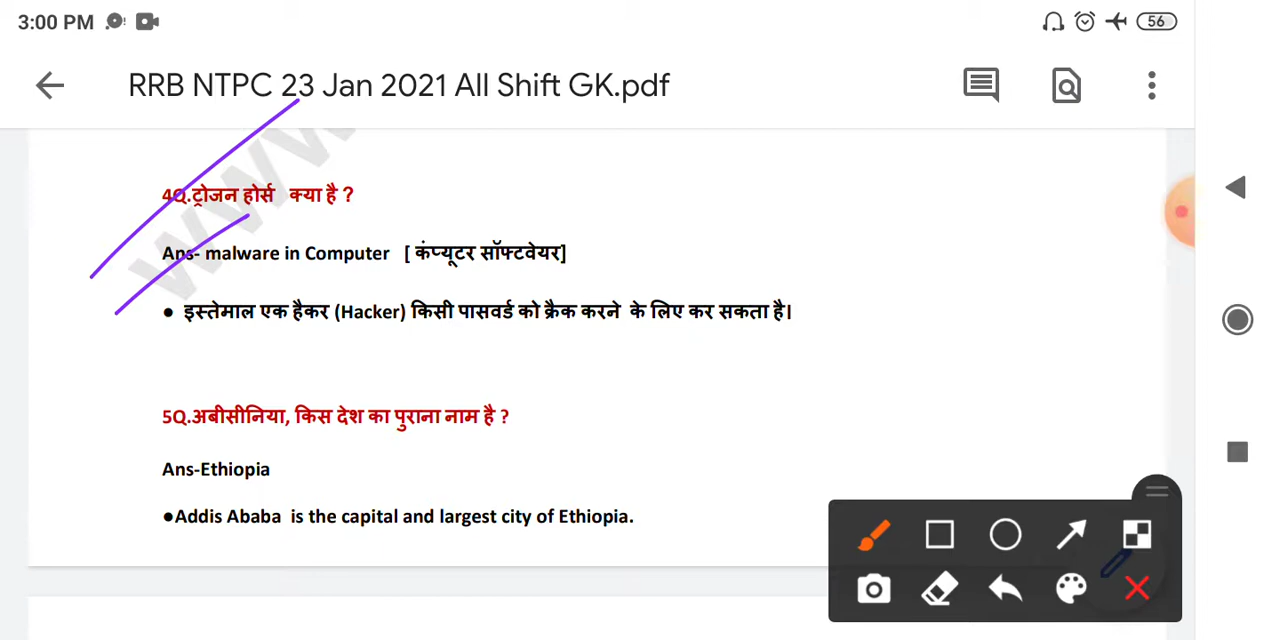 3:00 PM
56
RRB NTPC 23 Jan 2021 All Shift GK.pdf
www.
4Q.ट्रोजन होर्स क्या है ?
Ans- malware in Computer [ कंप्यूटर सॉफ्टवेयर]
● इस्तेमाल एक हैकर (Hacker) किसी पासवर्ड को क्रैक करने के लिए कर सकता है।
5Q.अबीसीनिया, किस देश का पुराना नाम है ?
Ans-Ethiopia
●Addis Ababa is the capital and largest city of Ethiopia.